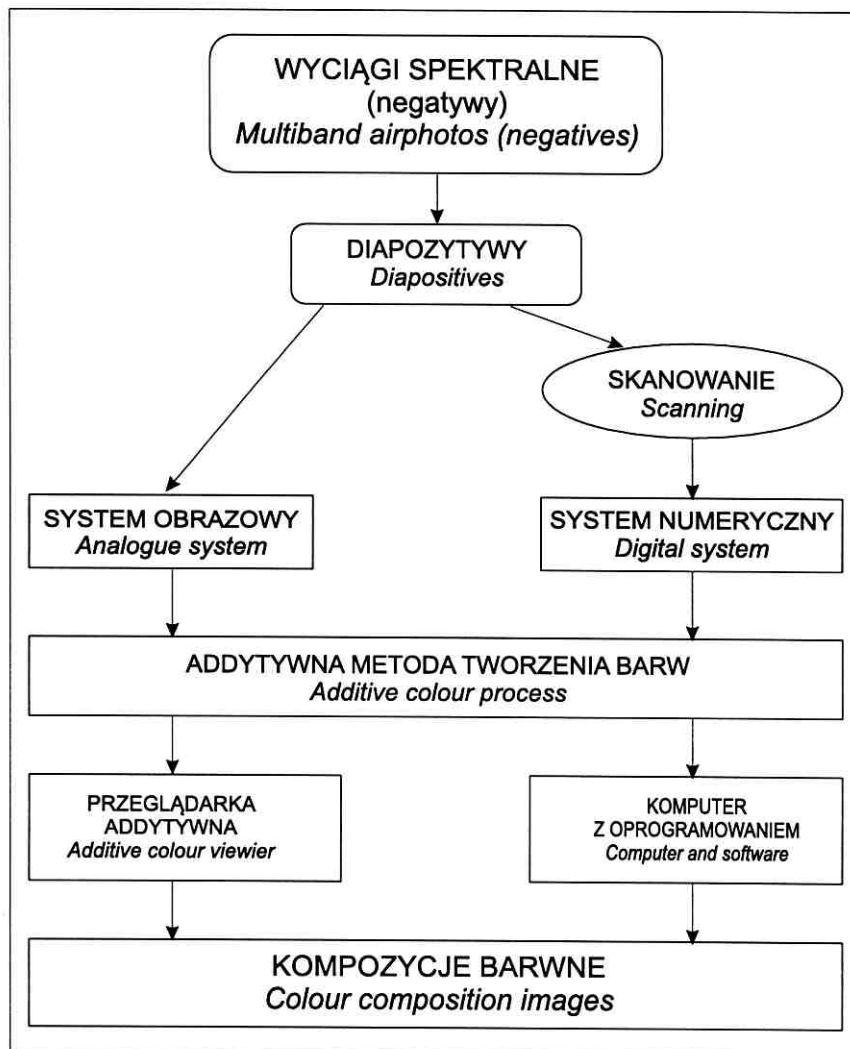 WYCIĄGI SPEKTRALNE
(negatywy)
Multiband airphotos (negatives)
DIAPOZYTYWY
Diapositives
SKANOWANIE
Scanning
SYSTEM OBRAZOWY
Analogue system
SYSTEM NUMERYCZNY
Digital system
ADDYTYWNA METODA TWORZENIA BARW
Additive colour process
PRZEGLĄDARKA
ADDYTYWNA
Additive colour viewier
KOMPUTER
Z OPROGRAMOWANIEM
Computer and software
KOMPOZYCJE BARWNE
Colour composition images